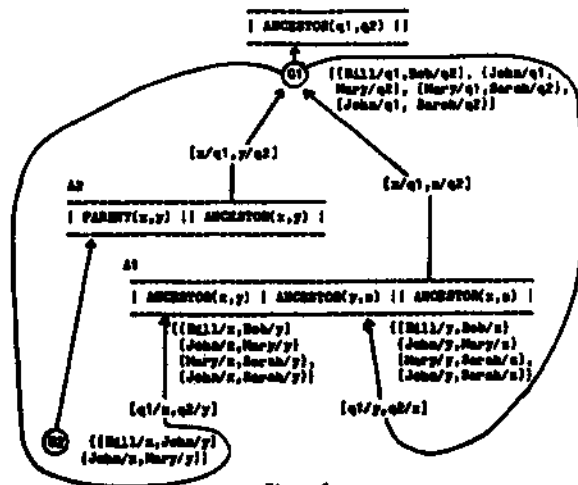 | ANCESTOR(q1,q2) ||
Q1
{[Bill/q1,Bob/q2}, {John/q1,
Mary/q2}, {Mary/q1,Sarah/q2},
{John/q1, Sarah/q2}]
[x/q1,y/q2]
[x/q1,z/q2]
A2
| PARENT(x,y) || ANCESTOR(x,y) |
A1
| ANCESTOR(x,y) | ANCESTOR(y,z) || ANCESTOR(x,z) |
{[Bill/x,Bob/y}
{John/x,Mary/y}
{Mary/x,Sarah/y},
{John/x,Sarah/y}]
{[Bill/y,Bob/z}
{John/y,Mary/z}
{Mary/y,Sarah/z},
{John/y,Sarah/z}]
[q1/x,q2/y]
[q1/y,q2/z]
{[Bill/x,John/y}
{John/x,Mary/y}]